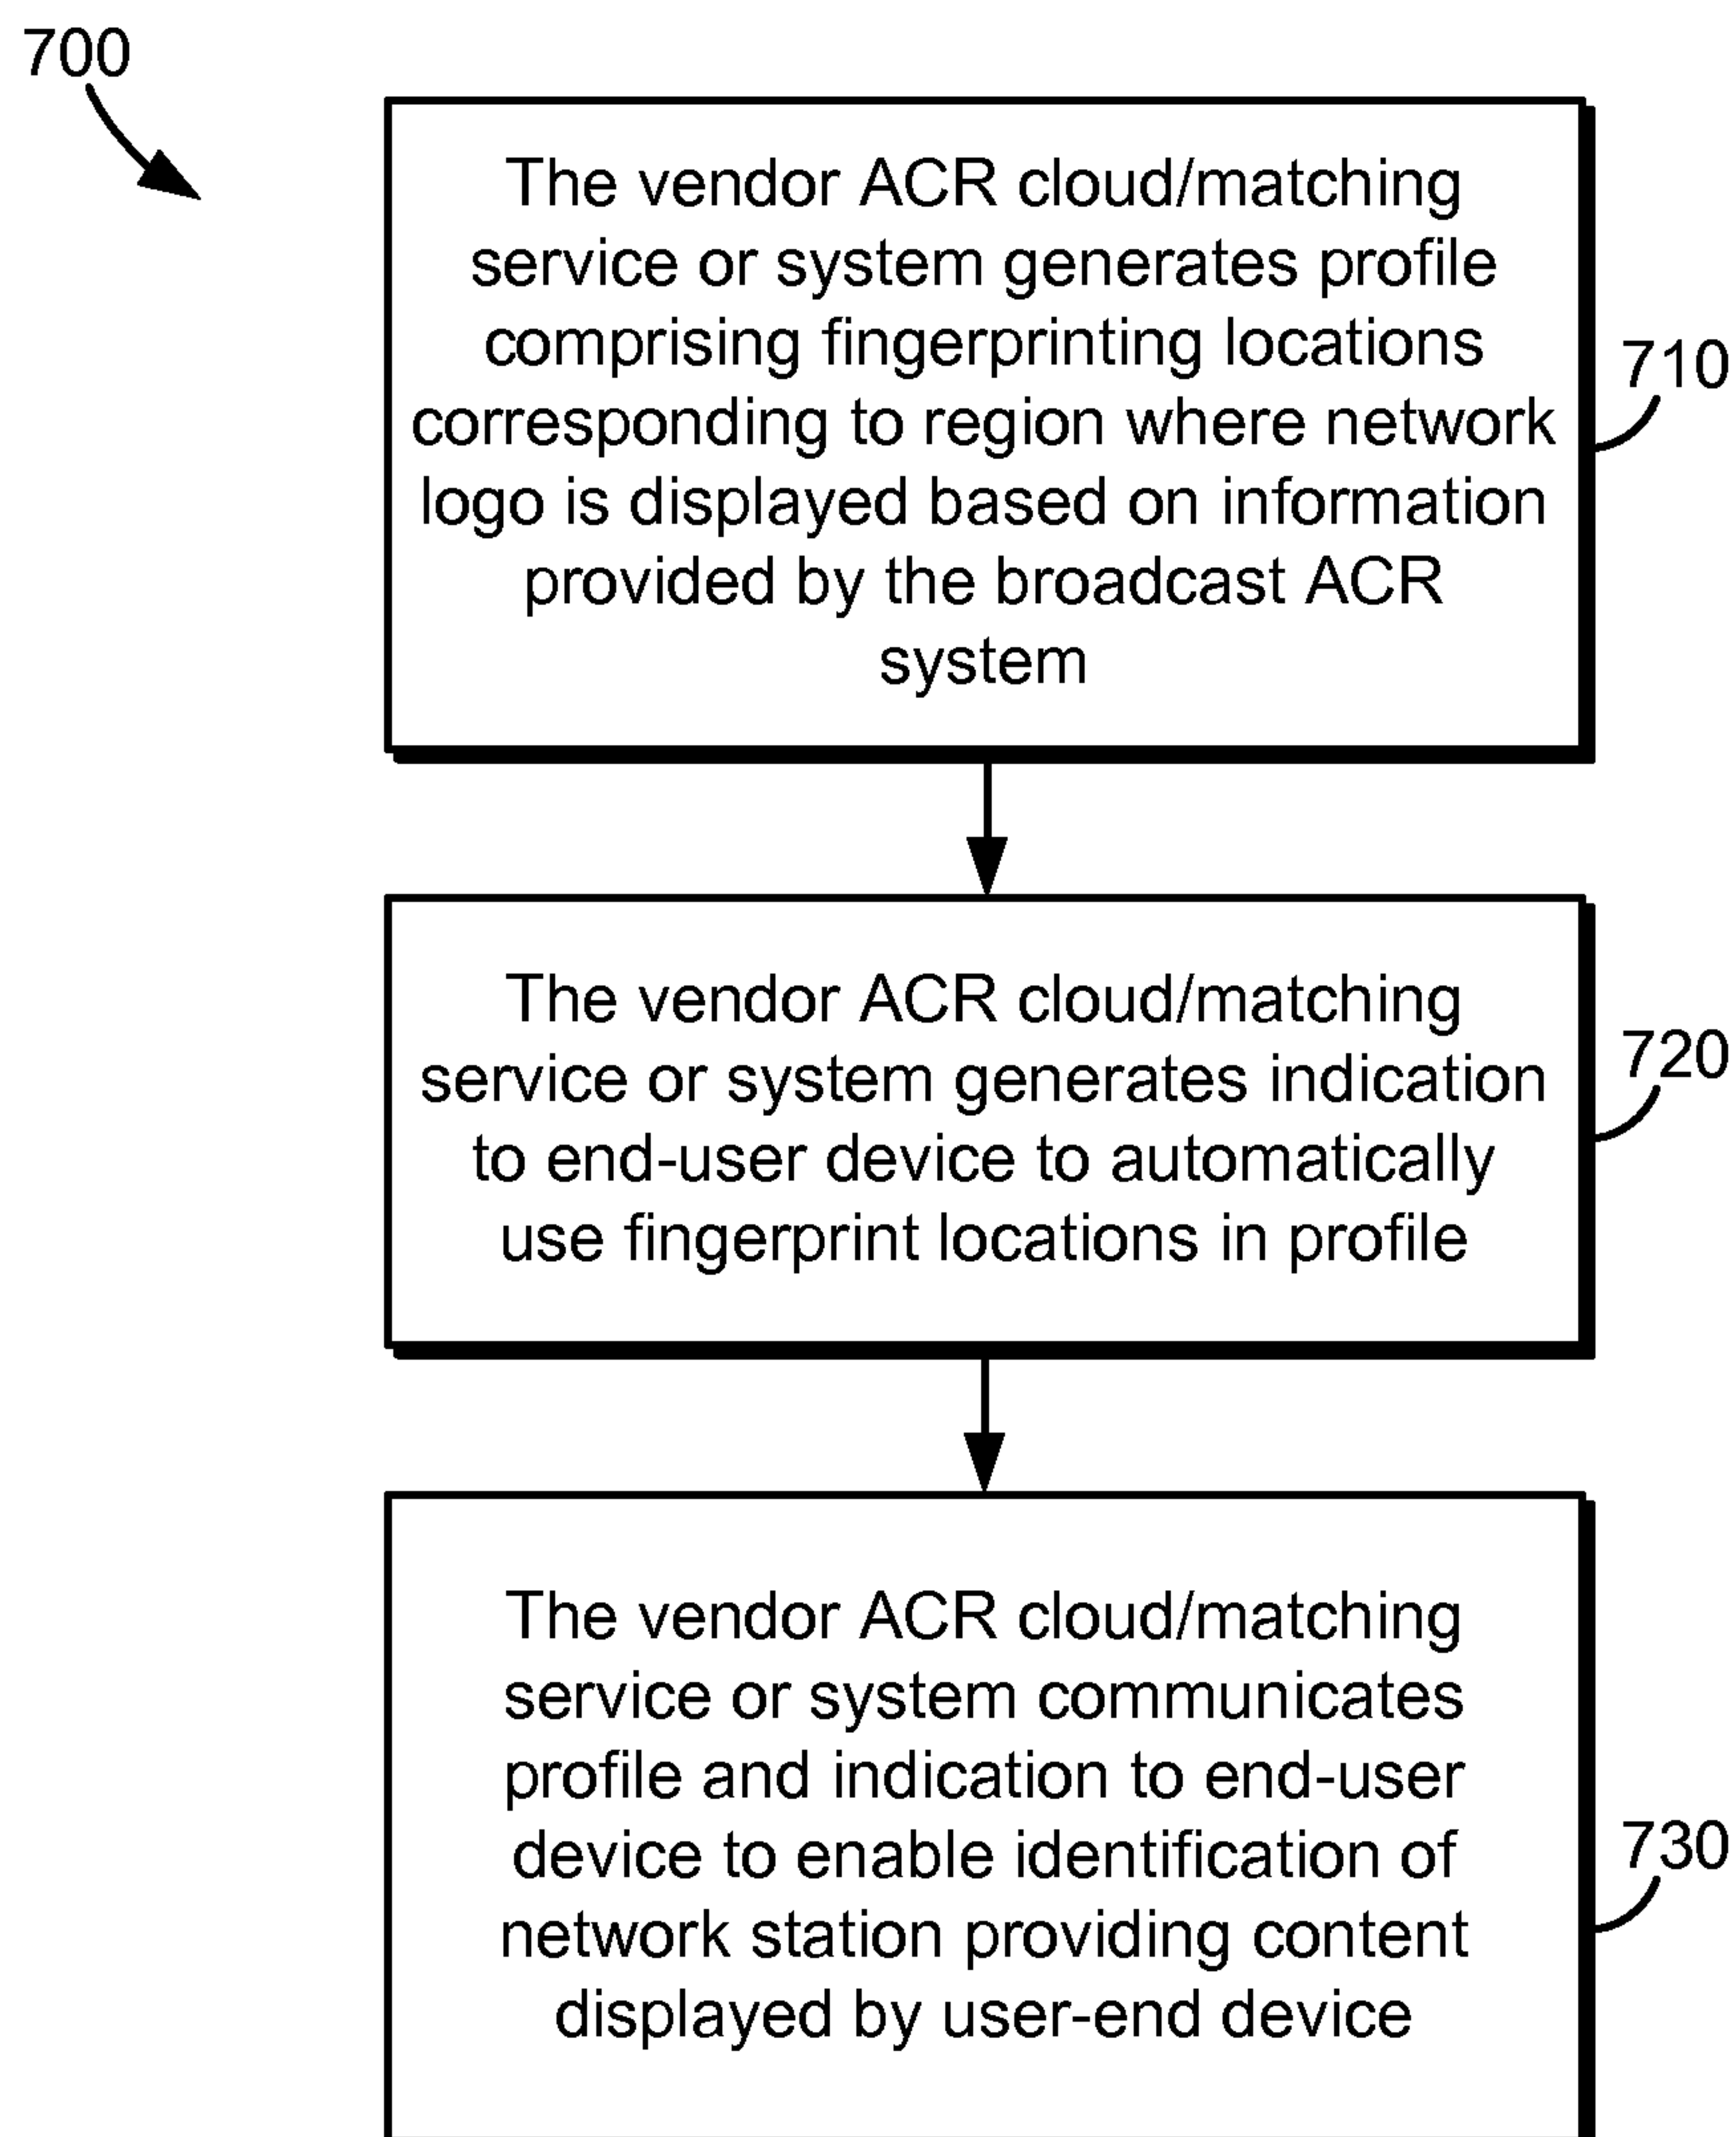 700
The vendor ACR cloud/matching
service or system generates profile
comprising fingerprinting locations
corresponding to region where network
logo is displayed based on information
provided by the broadcast ACR
system
710
The vendor ACR cloud/matching
service or system generates indication
to end-user device to automatically
use fingerprint locations in profile
720
The vendor ACR cloud/matching
service or system communicates
profile and indication to end-user
device to enable identification of
network station providing content
displayed by user-end device
730